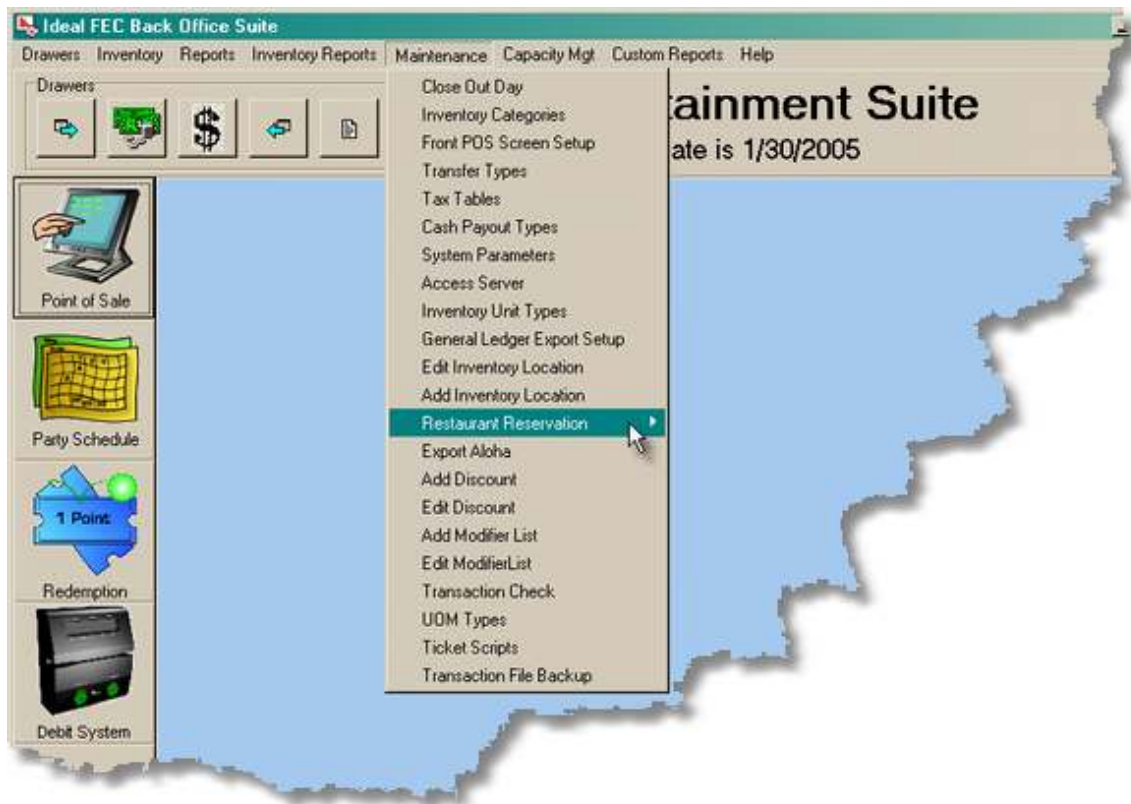 Ideal FEC Back Office Suite
Drawers Inventory Reports Inventory Reports Maintenance Capacity Mgt Custom Reports Help
Drawers
tainment Suite
ate is 1/30/2005
Close Out Day
Inventory Categories
Front POS Screen Setup
Transfer Types
Tax Tables
Cash Payout Types
System Parameters
Access Server
Inventory Unit Types
General Ledger Export Setup
Edit Inventory Location
Add Inventory Location
Restaurant Reservation
Export Aloha
Add Discount
Edit Discount
Add Modifier List
Edit ModifierList
Transaction Check
UOM Types
Ticket Scripts
Transaction File Backup
Point of Sale
Party Schedule
1 Point
Redemption
Debit System